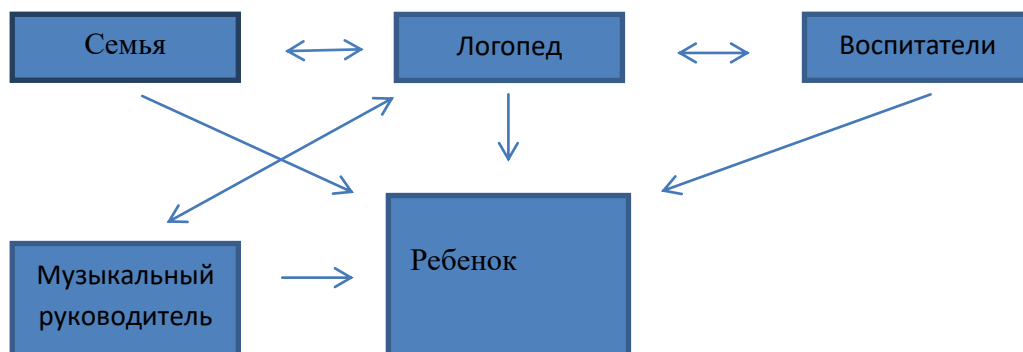 Семья
Логопед
Воспитатели
Музыкальный
руководитель
Ребенок